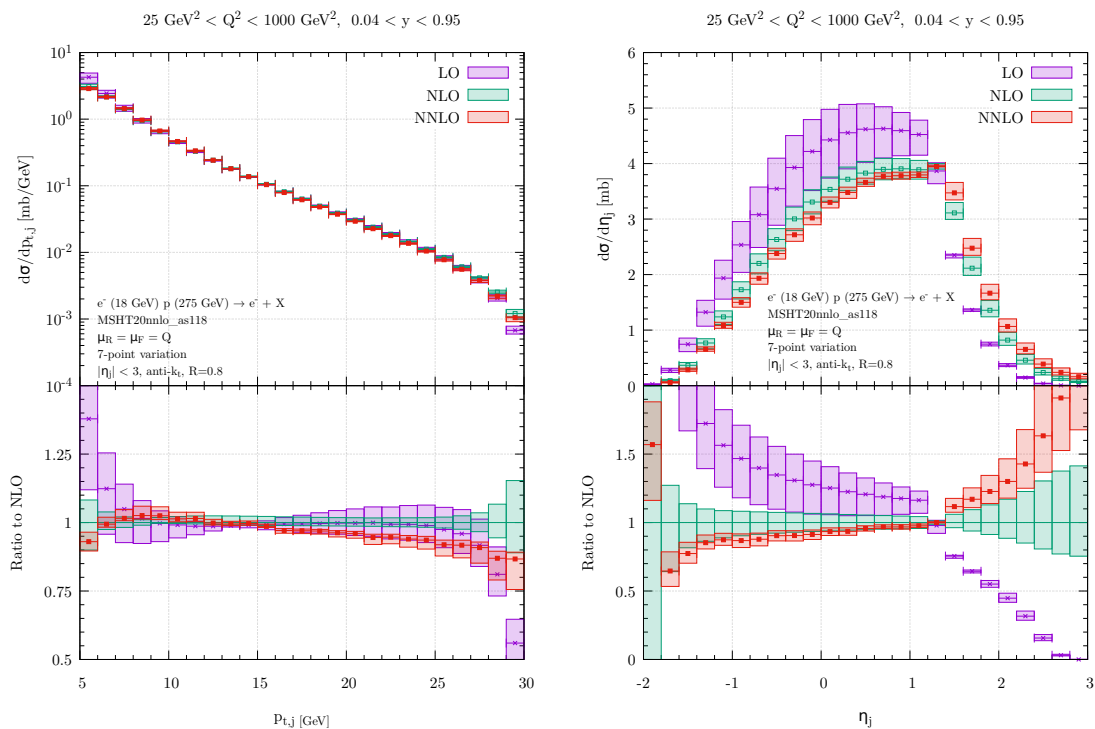 25 GeV² < Q² < 1000 GeV², 0.04 < y < 0.95
dσ/dp_{t,j} [mb/GeV]
10¹
10⁰
10⁻¹
10⁻²
10⁻³
10⁻⁴
LO
NLO
NNLO
e⁻ (18 GeV) p (275 GeV) → e⁻ + X
MSHT20nnlo_as118
μ_R = μ_F = Q
7-point variation
|η_j| < 3, anti-k_t, R=0.8
Ratio to NLO
1.25
1
0.75
0.5
5
10
15
20
25
30
p_{t,j} [GeV]
25 GeV² < Q² < 1000 GeV², 0.04 < y < 0.95
dσ/dη_j [mb]
6
5
4
3
2
1
0
LO
NLO
NNLO
e⁻ (18 GeV) p (275 GeV) → e⁻ + X
MSHT20nnlo_as118
μ_R = μ_F = Q
7-point variation
|η_j| < 3, anti-k_t, R=0.8
Ratio to NLO
1.5
1
0.5
0
-2
-1
0
1
2
3
η_j